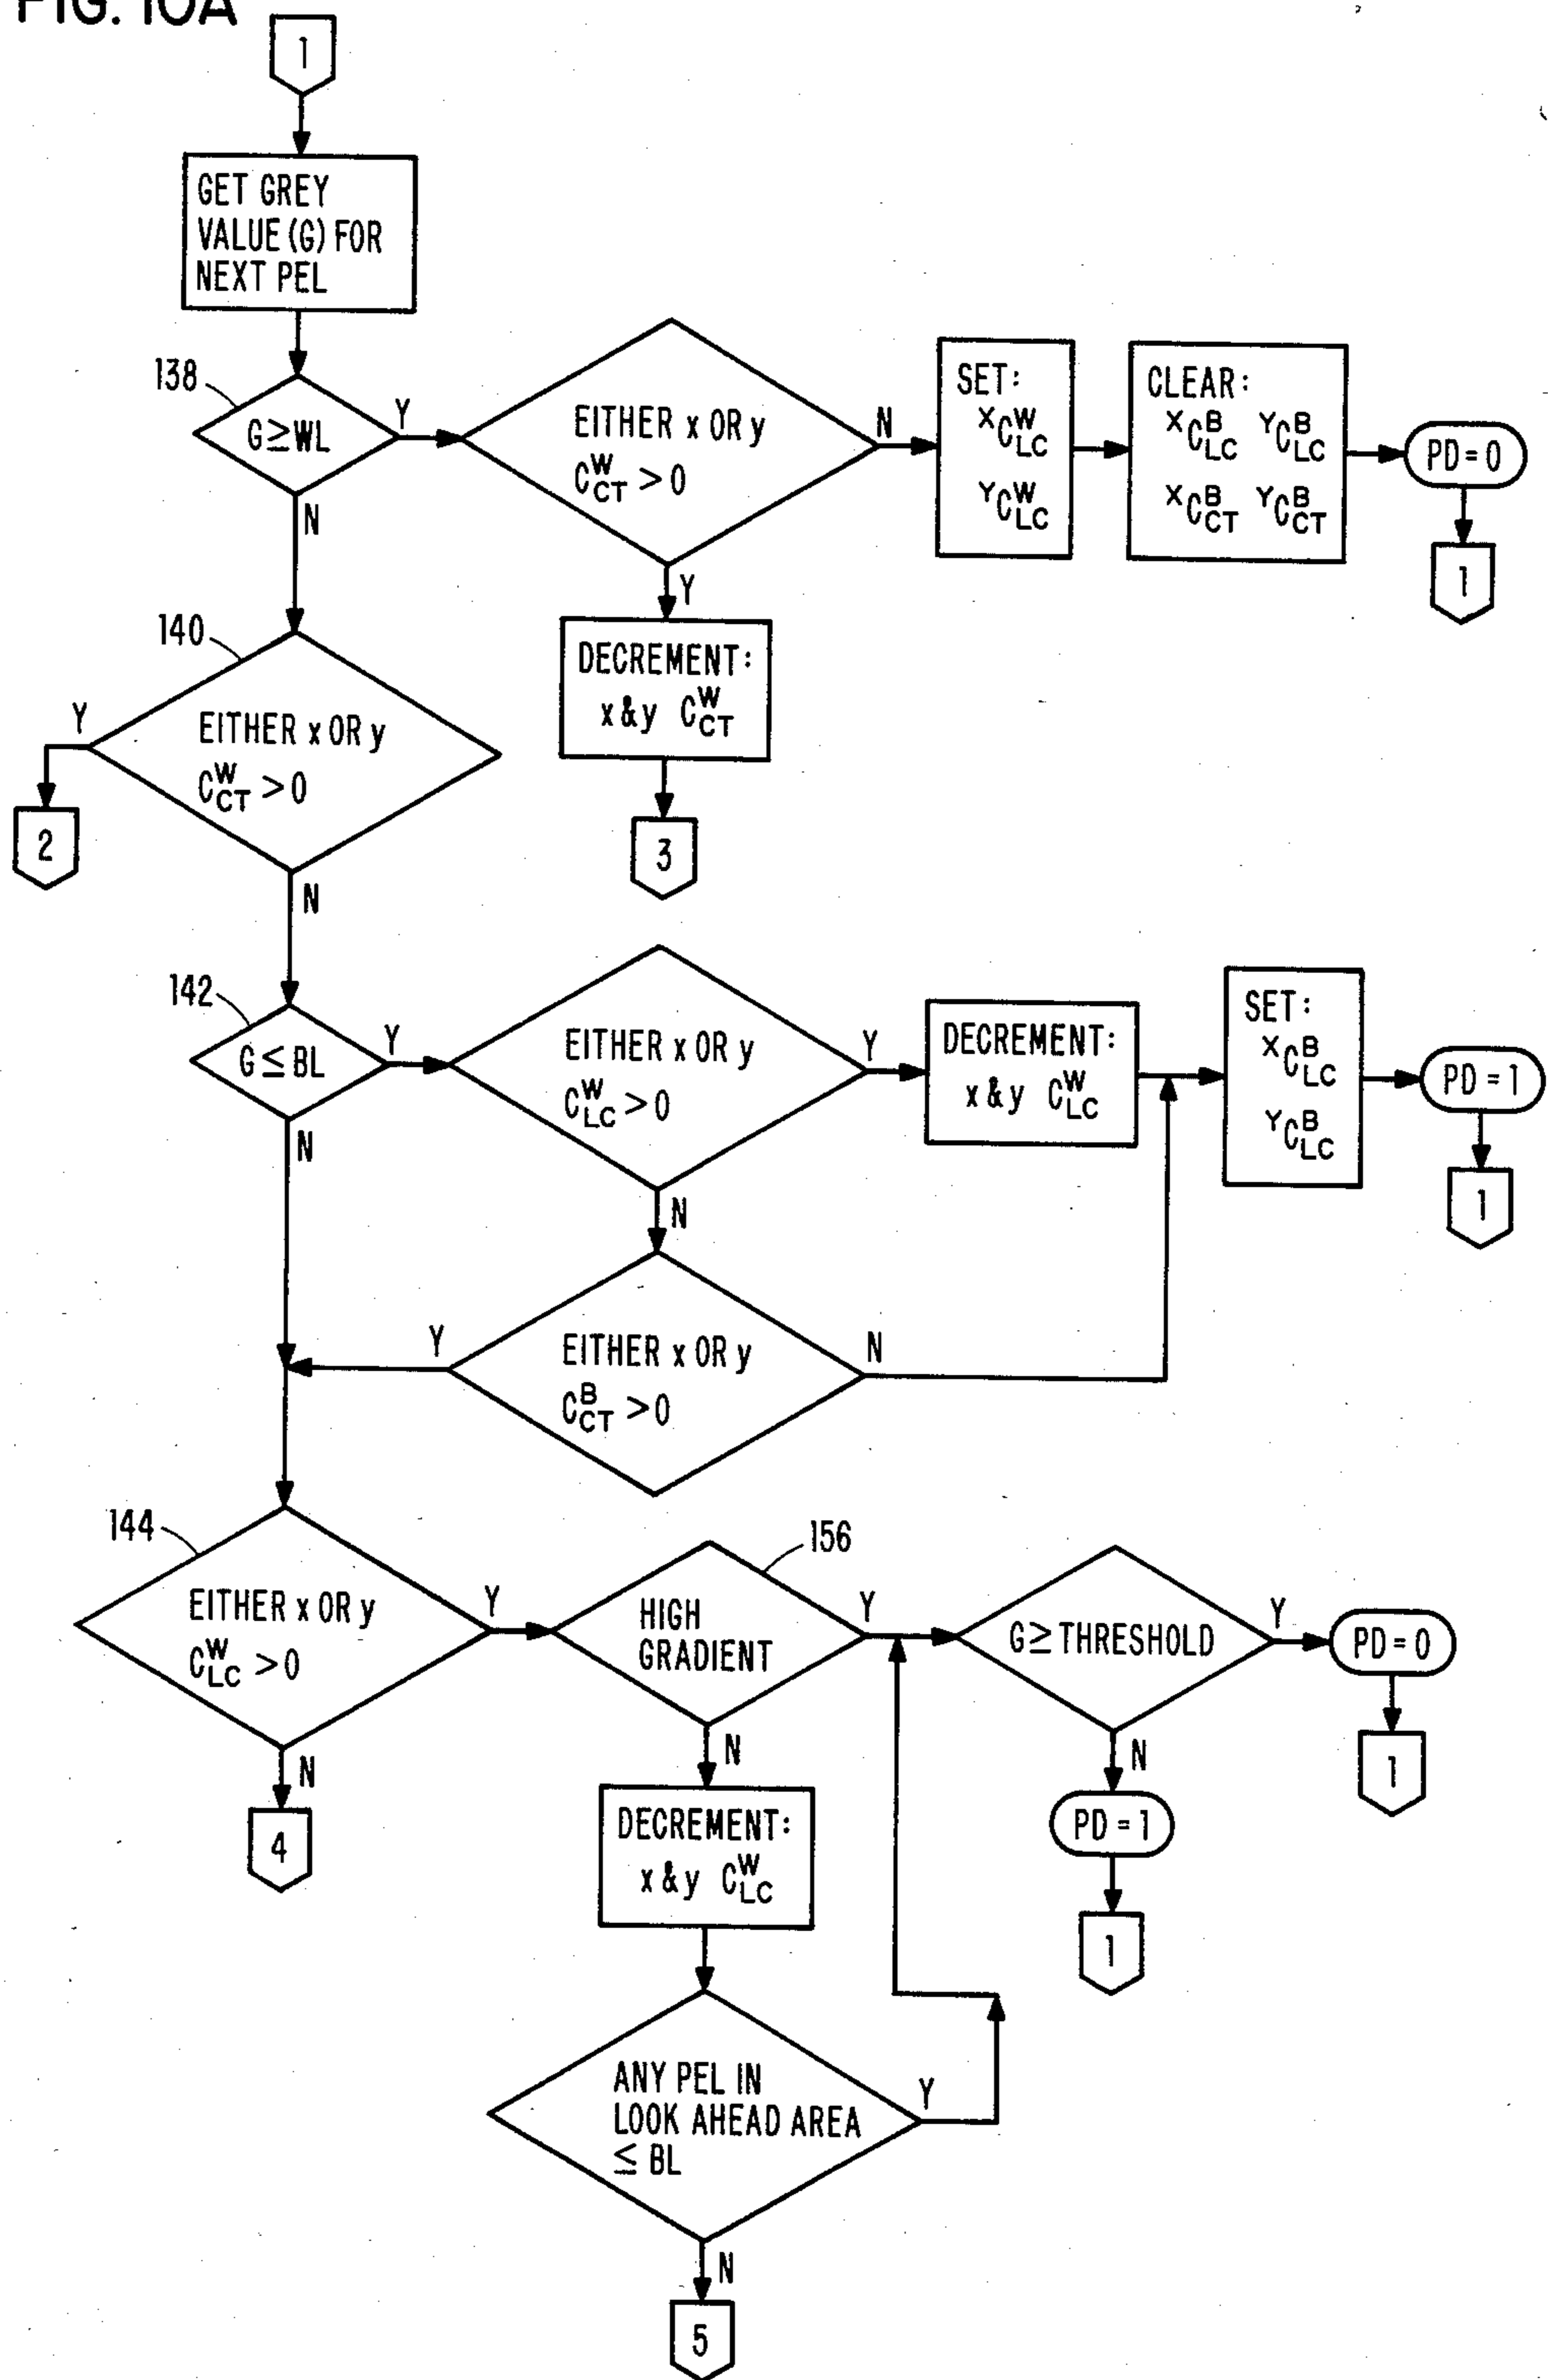 FIG. 10A
1
GET GREY
VALUE (G) FOR
NEXT PEL
138
G≥WL
Y
N
EITHER x OR y
C^W_CT > 0
N
Y
SET:
^XC^W_LC
^YC^W_LC
CLEAR:
^XC^B_LC ^YC^B_LC
^XC^B_CT ^YC^B_CT
PD = 0
1
DECREMENT:
x & y C^W_CT
3
140
EITHER x OR y
C^W_CT > 0
Y
2
N
142
G ≤ BL
Y
N
EITHER x OR y
C^W_LC > 0
Y
N
DECREMENT:
x & y C^W_LC
SET:
^XC^B_LC
^YC^B_LC
PD = 1
1
EITHER x OR y
C^B_CT > 0
Y
N
144
EITHER x OR y
C^W_LC > 0
Y
N
4
156
HIGH
GRADIENT
Y
N
G ≥ THRESHOLD
Y
PD = 0
1
N
PD = 1
1
DECREMENT:
x & y C^W_LC
ANY PEL IN
LOOK AHEAD AREA
≤ BL
Y
N
5